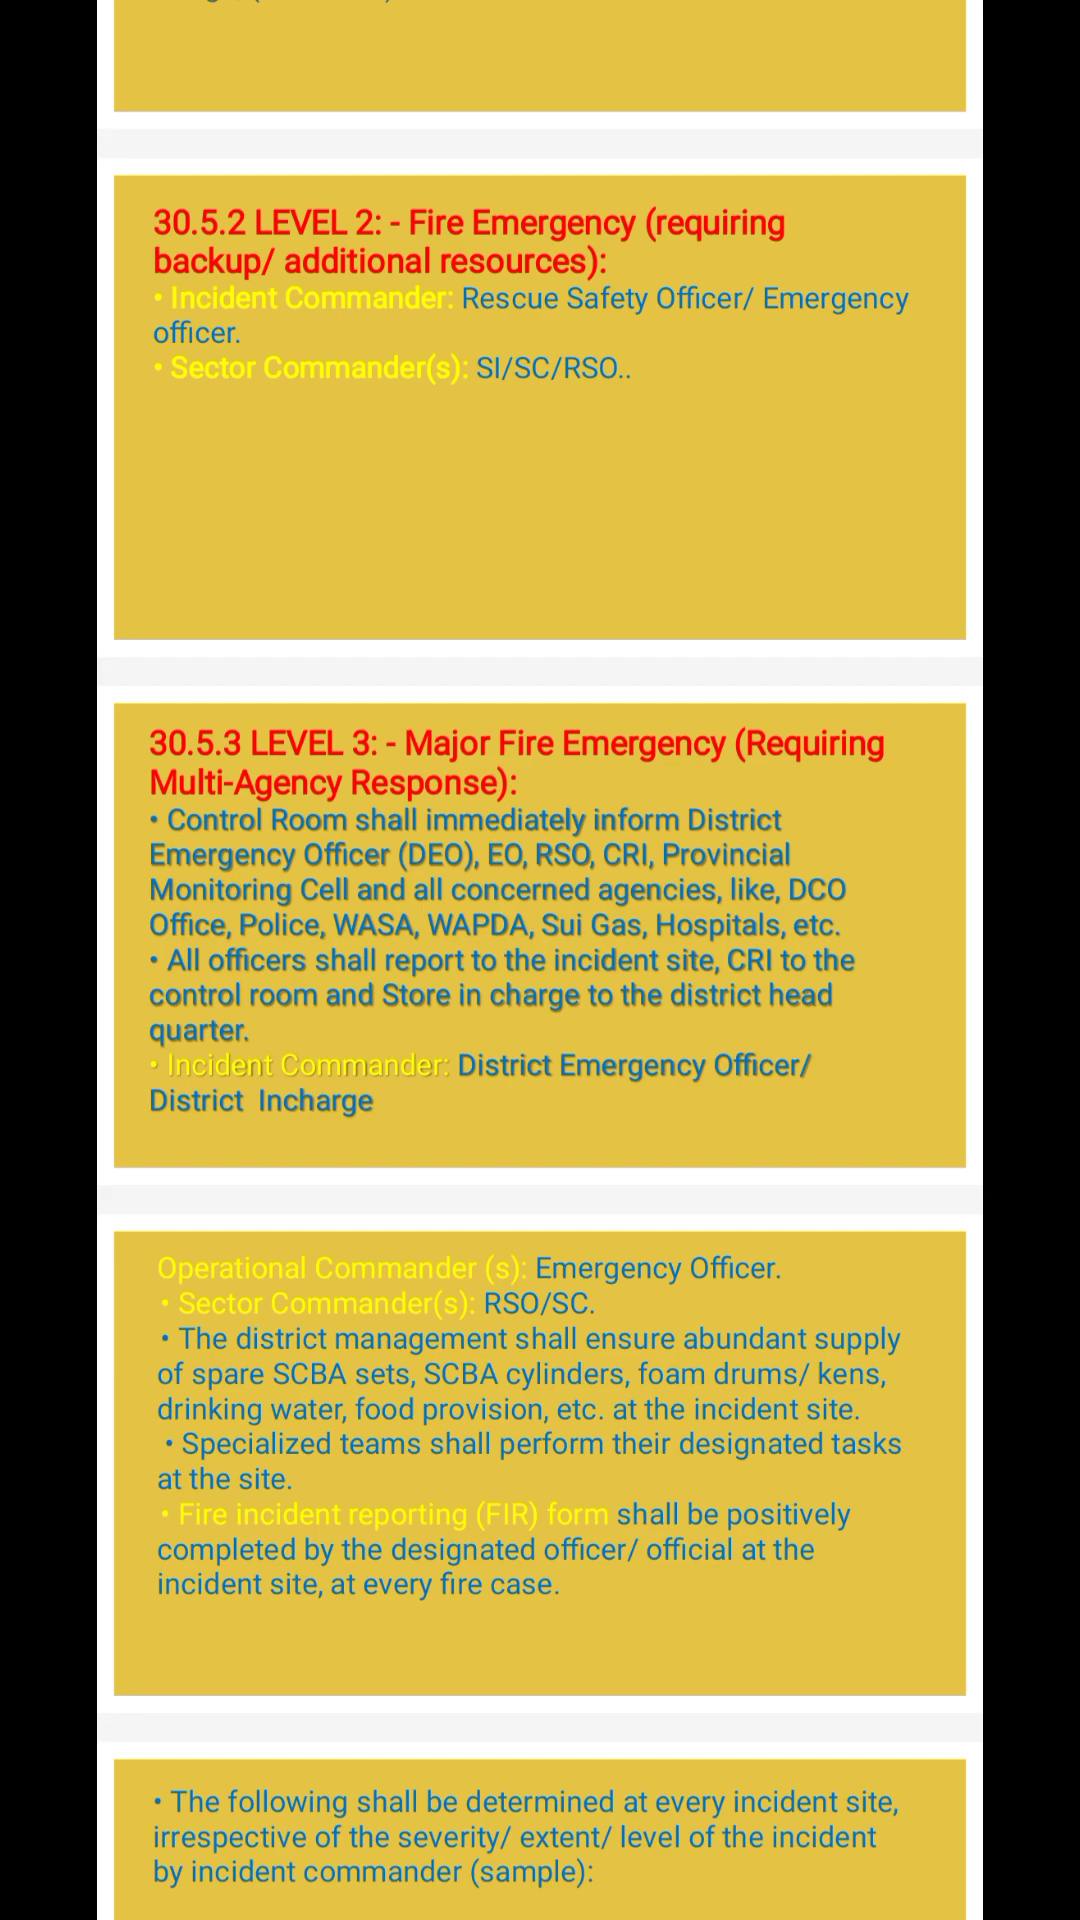 30.5.2 LEVEL 2: - Fire Emergency (requiring
backup/ additional resources):
• Incident Commander: Rescue Safety Officer/ Emergency
officer.
• Sector Commander(s): SI/SC/RSO..
30.5.3 LEVEL 3: - Major Fire Emergency (Requiring
Multi-Agency Response):
• Control Room shall immediately inform District
Emergency Officer (DEO), EO, RSO, CRI, Provincial
Monitoring Cell and all concerned agencies, like, DCO
Office, Police, WASA, WAPDA, Sui Gas, Hospitals, etc.
• All officers shall report to the incident site, CRI to the
control room and Store in charge to the district head
quarter.
• Incident Commander: District Emergency Officer/
District  Incharge
Operational Commander (s): Emergency Officer.
• Sector Commander(s): RSO/SC.
• The district management shall ensure abundant supply
of spare SCBA sets, SCBA cylinders, foam drums/ kens,
drinking water, food provision, etc. at the incident site.
• Specialized teams shall perform their designated tasks
at the site.
• Fire incident reporting (FIR) form shall be positively
completed by the designated officer/ official at the
incident site, at every fire case.
• The following shall be determined at every incident site,
irrespective of the severity/ extent/ level of the incident
by incident commander (sample):